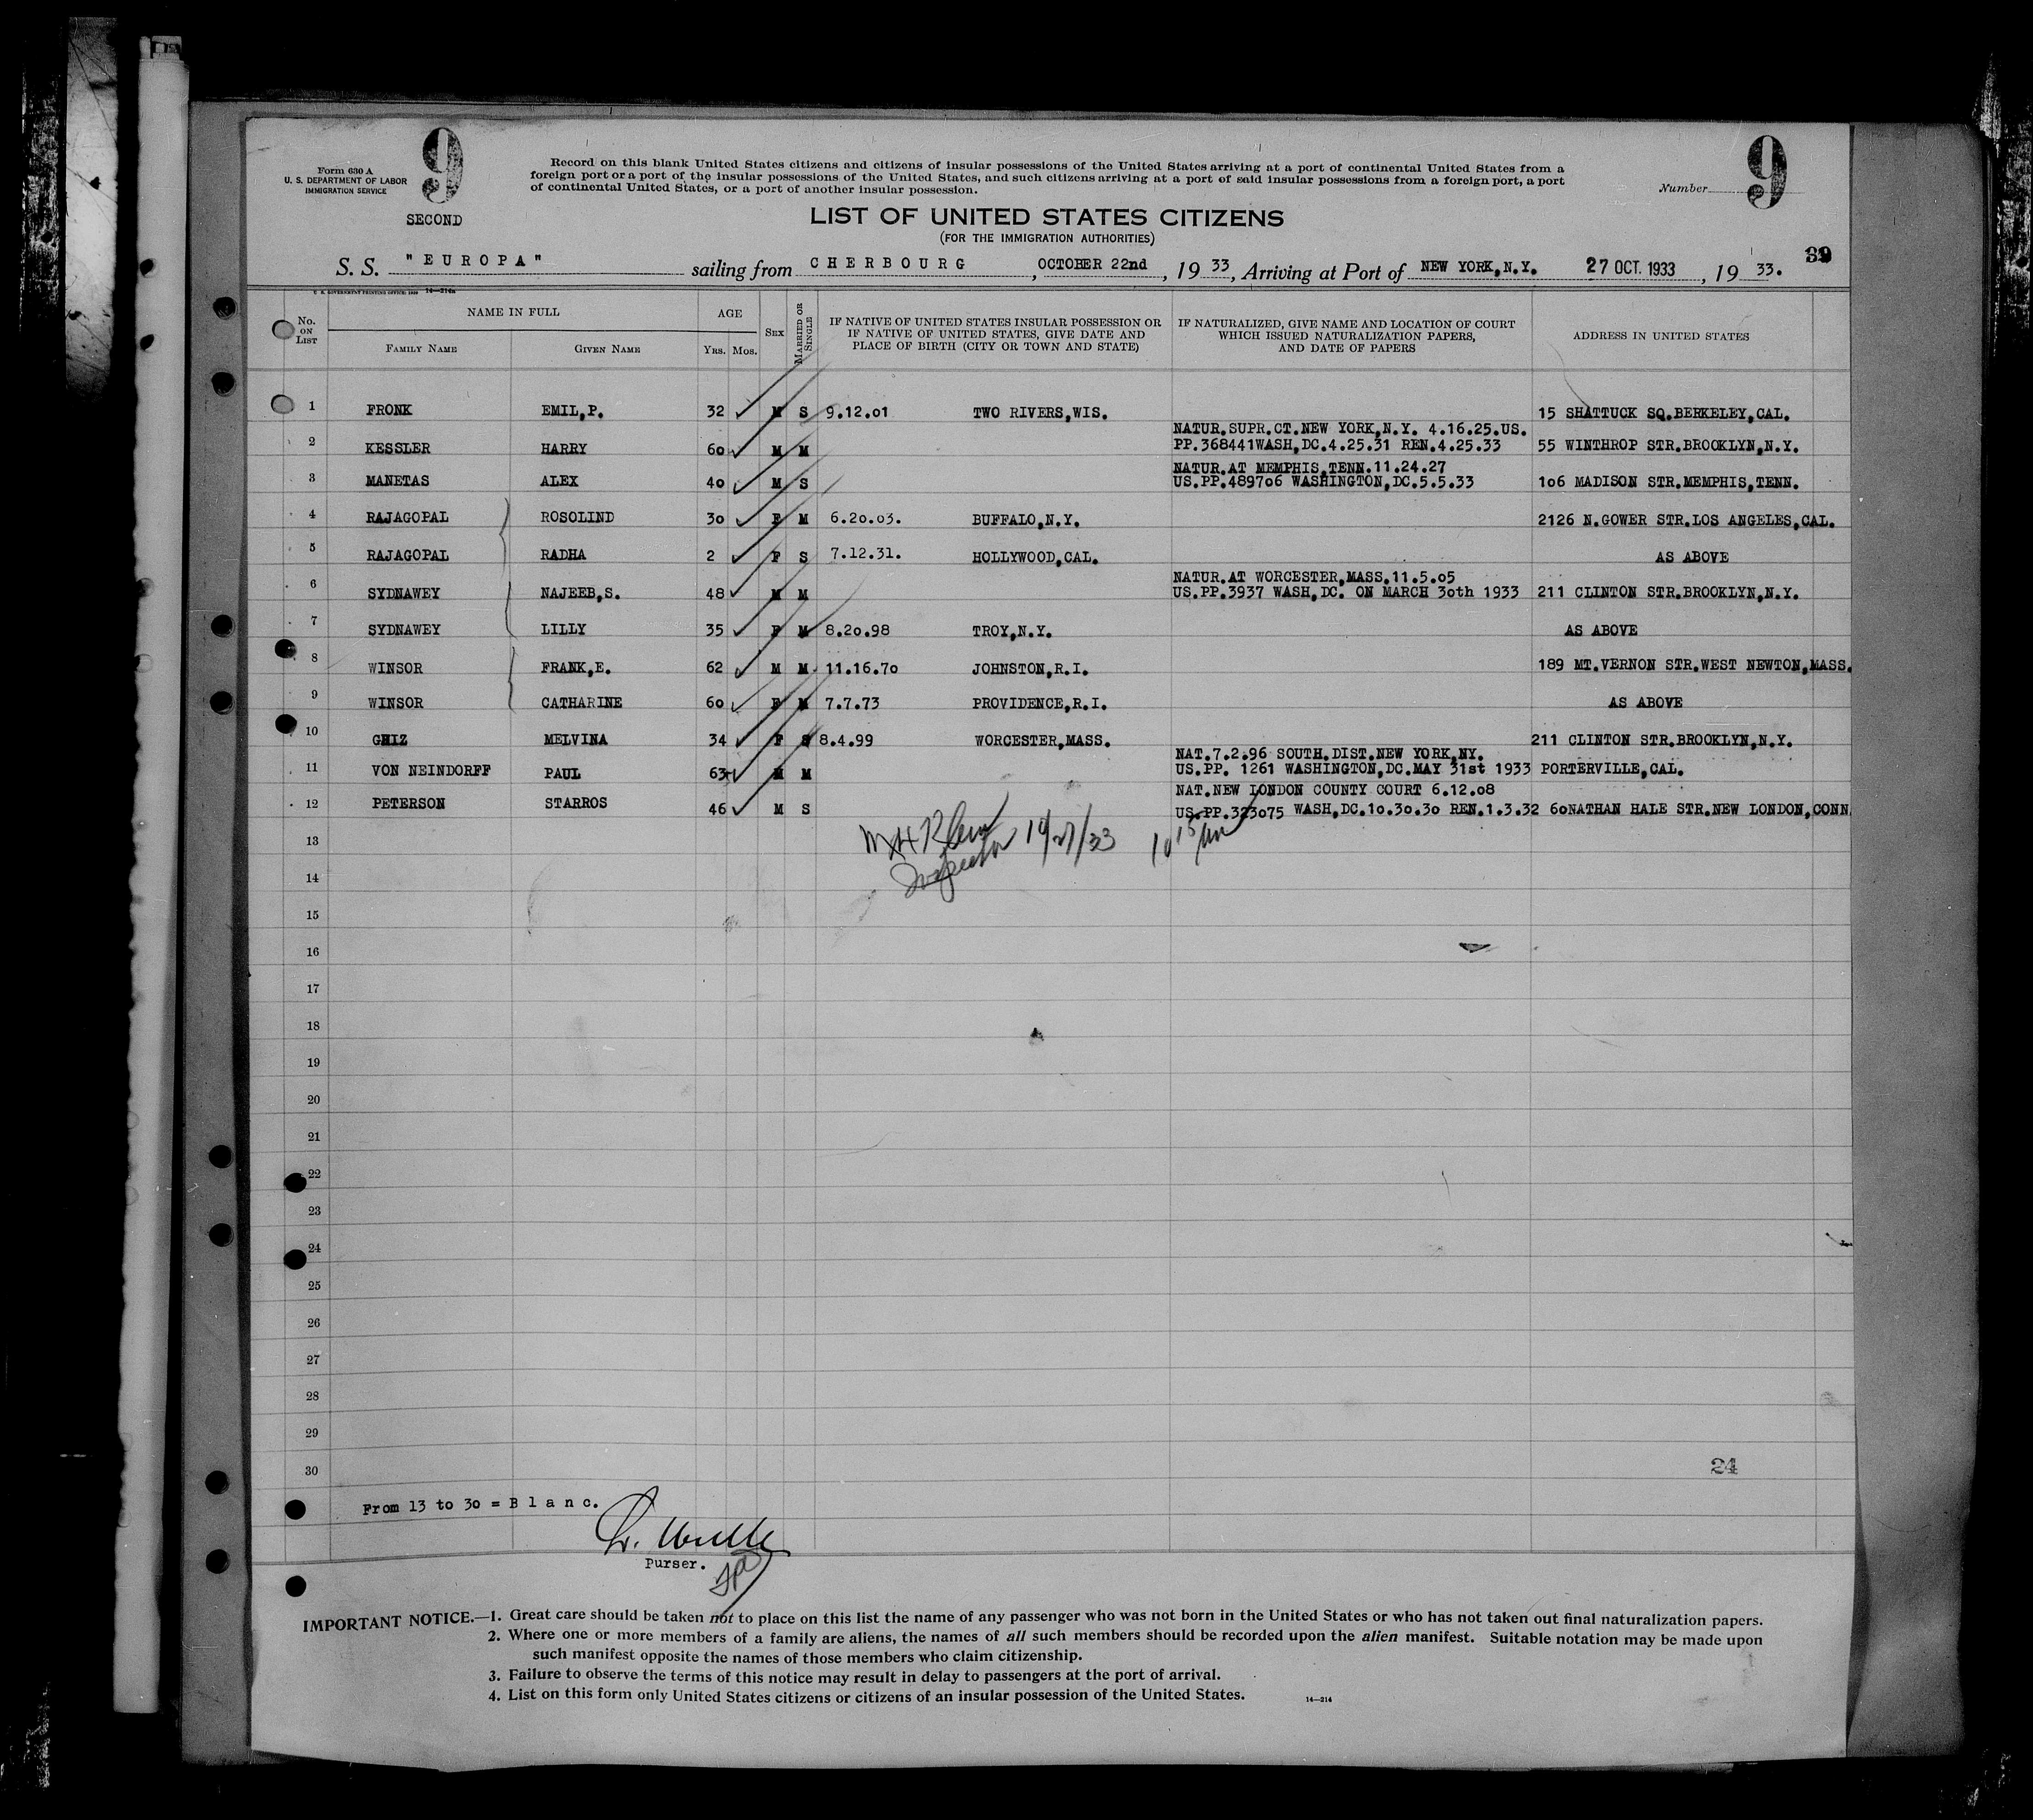 9
9
Form 630 A
U. S. DEPARTMENT OF LABOR
IMMIGRATION SERVICE
Record on this blank United States citizens and citizens of insular possessions of the United States arriving at a port of continental United States from a
foreign port or a port of the insular possessions of the United States, and such citizens arriving at a port of said insular possessions from a foreign port, a port
of continental United States, or a port of another insular possession.
Number
SECOND
LIST OF UNITED STATES CITIZENS
(FOR THE IMMIGRATION AUTHORITIES)
39
S. S. "EUROPA" sailing from CHERBOURG, OCTOBER 22nd, 1933, Arriving at Port of NEW YORK,N.Y. 27 OCT. 1933, 1933.
U. S. GOVERNMENT PRINTING OFFICE: 1930 14—214a
No. ON LIST NAME IN FULL FAMILY NAME GIVEN NAME AGE YRS. MOS. SEX MARRIED OR SINGLE IF NATIVE OF UNITED STATES INSULAR POSSESSION OR IF NATIVE OF UNITED STATES, GIVE DATE AND PLACE OF BIRTH (CITY OR TOWN AND STATE) IF NATURALIZED, GIVE NAME AND LOCATION OF COURT WHICH ISSUED NATURALIZATION PAPERS, AND DATE OF PAPERS ADDRESS IN UNITED STATES
1 FRONK EMIL,P. 32 M S 9.12.01 TWO RIVERS,WIS. 15 SHATTUCK SQ.BERKELEY,CAL.
NATUR.SUPR.CT.NEW YORK,N.Y. 4.16.25.US.
2 KESSLER HARRY 60 M M PP.368441WASH,DC.4.25.31 REN.4.25.33 55 WINTHROP STR.BROOKLYN,N.Y.
NATUR.AT MEMPHIS,TENN.11.24.27
3 MANETAS ALEX 40 M S US.PP.489706 WASHINGTON,DC.5.5.33 106 MADISON STR.MEMPHIS,TENN.
4 RAJAGOPAL ROSOLIND 30 F M 6.20.03. BUFFALO,N.Y. 2126 N.GOWER STR.LOS ANGELES,CAL.
5 RAJAGOPAL RADHA 2 F S 7.12.31. HOLLYWOOD,CAL. AS ABOVE
NATUR.AT WORCESTER,MASS.11.5.05
6 SYDNAWEY NAJEEB,S. 48 M M US.PP.3937 WASH,DC. ON MARCH 30th 1933 211 CLINTON STR.BROOKLYN,N.Y.
7 SYDNAWEY LILLY 35 F M 8.20.98 TROY,N.Y. AS ABOVE
8 WINSOR FRANK,E. 62 M M 11.16.70 JOHNSTON,R.I. 189 MT.VERNON STR.WEST NEWTON,MASS.
9 WINSOR CATHARINE 60 F M 7.7.73 PROVIDENCE,R.I. AS ABOVE
10 GHIZ MELVINA 34 F S 8.4.99 WORCESTER,MASS. 211 CLINTON STR.BROOKLYN,N.Y.
NAT.7.2.96 SOUTH.DIST.NEW YORK,NY.
11 VON NEINDORFF PAUL 63 M M US.PP. 1261 WASHINGTON,DC.MAY 31st 1933 PORTERVILLE,CAL.
NAT.NEW LONDON COUNTY COURT 6.12.08
12 PETERSON STARROS 46 M S US.PP.323075 WASH,DC.10.30.30 REN.1.3.32 60NATHAN HALE STR.NEW LONDON,CONN
13
Inspector 10/27/33
14
15
16
17
18
19
20
21
22
23
24
25
26
27
28
29
30
24
From 13 to 30 = Blanc.
Purser.
IMPORTANT NOTICE.—1. Great care should be taken not to place on this list the name of any passenger who was not born in the United States or who has not taken out final naturalization papers.
2. Where one or more members of a family are aliens, the names of all such members should be recorded upon the alien manifest. Suitable notation may be made upon
such manifest opposite the names of those members who claim citizenship.
3. Failure to observe the terms of this notice may result in delay to passengers at the port of arrival.
4. List on this form only United States citizens or citizens of an insular possession of the United States.
14—214